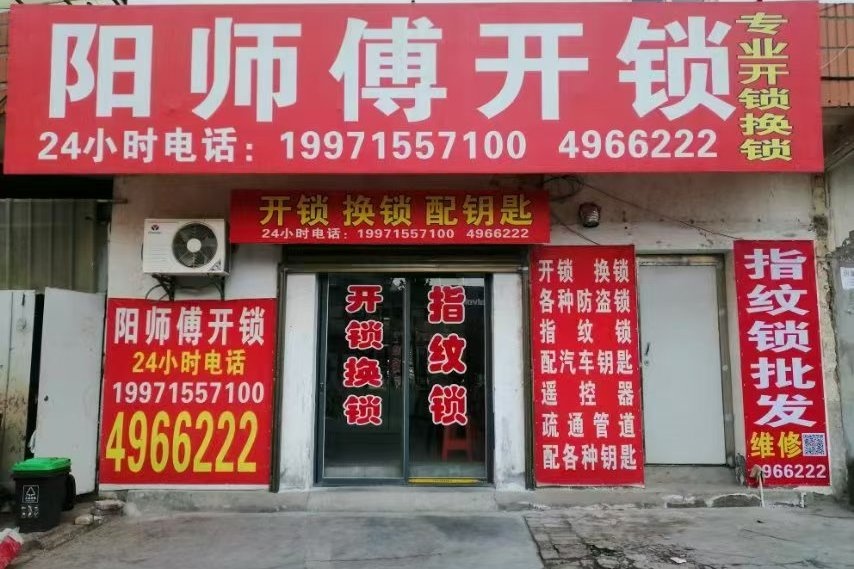 阳师傅开锁
专业开锁换锁
24小时电话：19971557100 4966222
开锁 换锁 配钥匙
24小时电话：19971557100 4966222
阳师傅开锁
24小时电话
19971557100
4966222
开锁换锁
指纹锁
开锁 换锁
各种防盗锁
指纹锁
配汽车钥匙
遥控器
疏通管道
配各种钥匙
指纹锁批发
维修
4966222